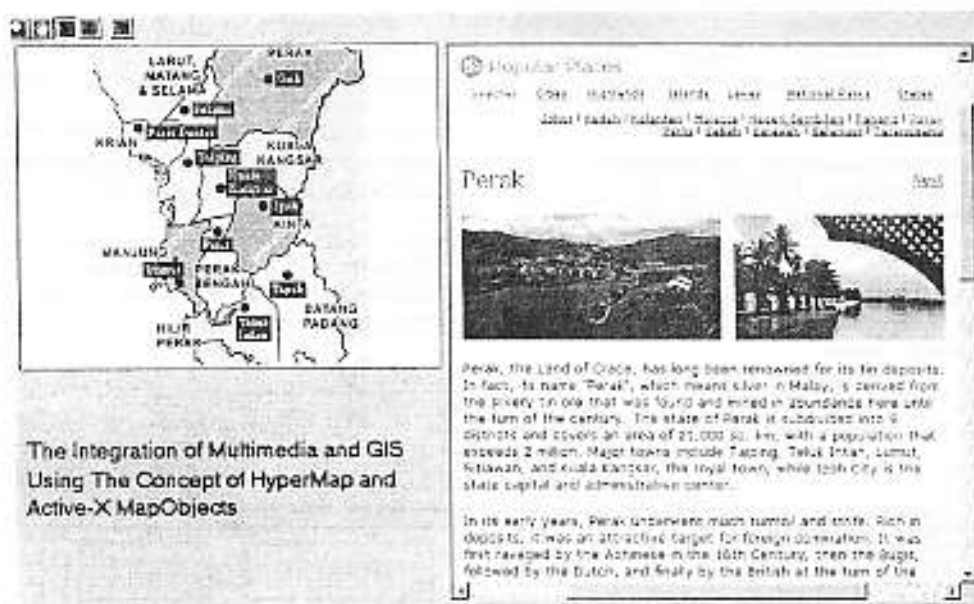 PERAK
LARUT,
MATANG
& SELAMA
KRIAN
KUALA
KANGSAR
KINTA
MANJUNG
PERAK
TENGAH
BATANG
PADANG
HILIR
PERAK
The Integration of Multimedia and GIS
Using The Concept of HyperMap and
Active-X MapObjects
Popular Places
Beaches Cities Highlands Islands Lakes National Parks States
Perak
Perak, the Land of Grace, has long been renowned for its tin deposits.
In fact, its name "Perak", which means silver in Malay, is derived from
the silvery tin ore that was found and mined in abundance here until
the turn of the century. The state of Perak is subdivided into 9
districts and covers an area of 21,000 sq. km, with a population that
exceeds 2 million. Major towns include Taiping, Teluk Intan, Lumut,
Sitiawan, and Kuala Kangsar, the royal town, while Ipoh City is the
state capital and administrative center.
In its early years, Perak underwent much turmoil and strife. Rich in
deposits, it was an attractive target for foreign domination. It was
first ravaged by the Achinese in the 16th Century, then the Bugis,
followed by the Dutch, and finally by the British at the turn of the